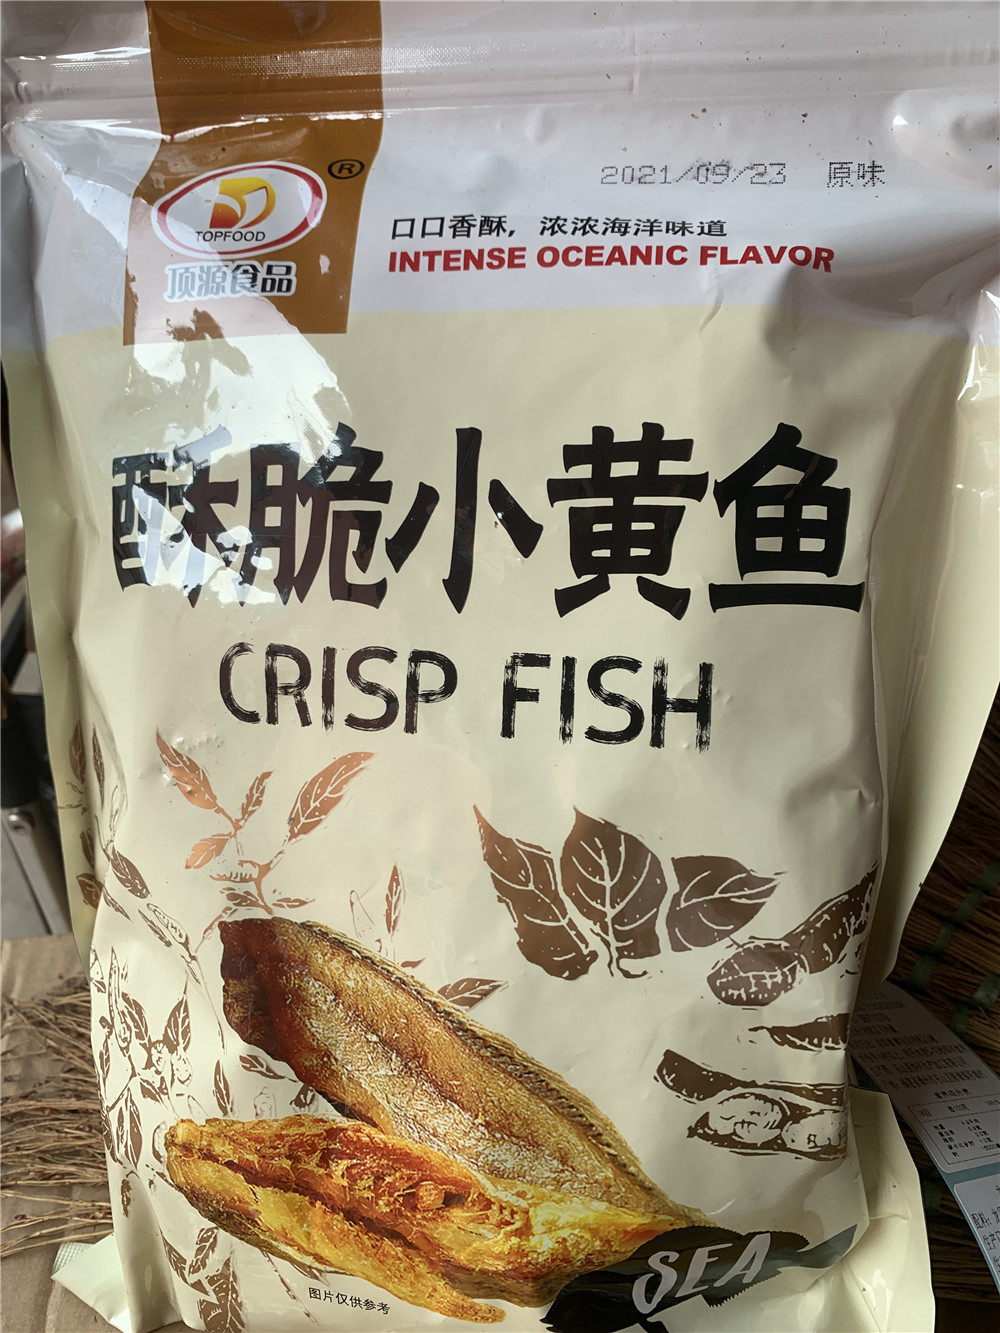 2021/09/23 原味
®
TOPFOOD
顶源食品
口口香酥，浓浓海洋味道
INTENSE OCEANIC FLAVOR
酥脆小黄鱼
CRISP FISH
SEA
图片仅供参考